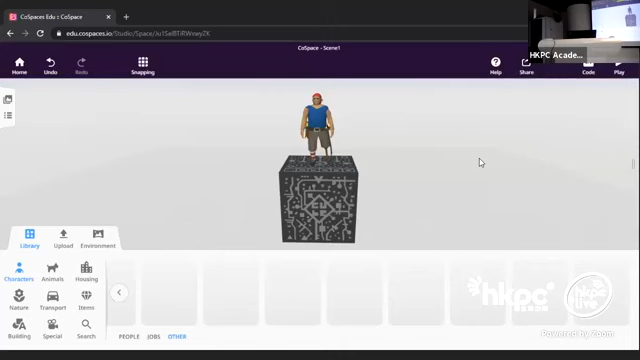 CoSpaces Edu :: CoSpace
edu.cospaces.io/Studio/Space/
CoSpace - Scene1
Home
Undo
Redo
Snapping
Help
Share
Code
Play
HKPC Acade...
Library
Upload
Environment
Characters
Animals
Housing
Nature
Transport
Items
Building
Special
Search
PEOPLE
JOBS
OTHER
hkpc
hkpc
live
Powered by Zoom